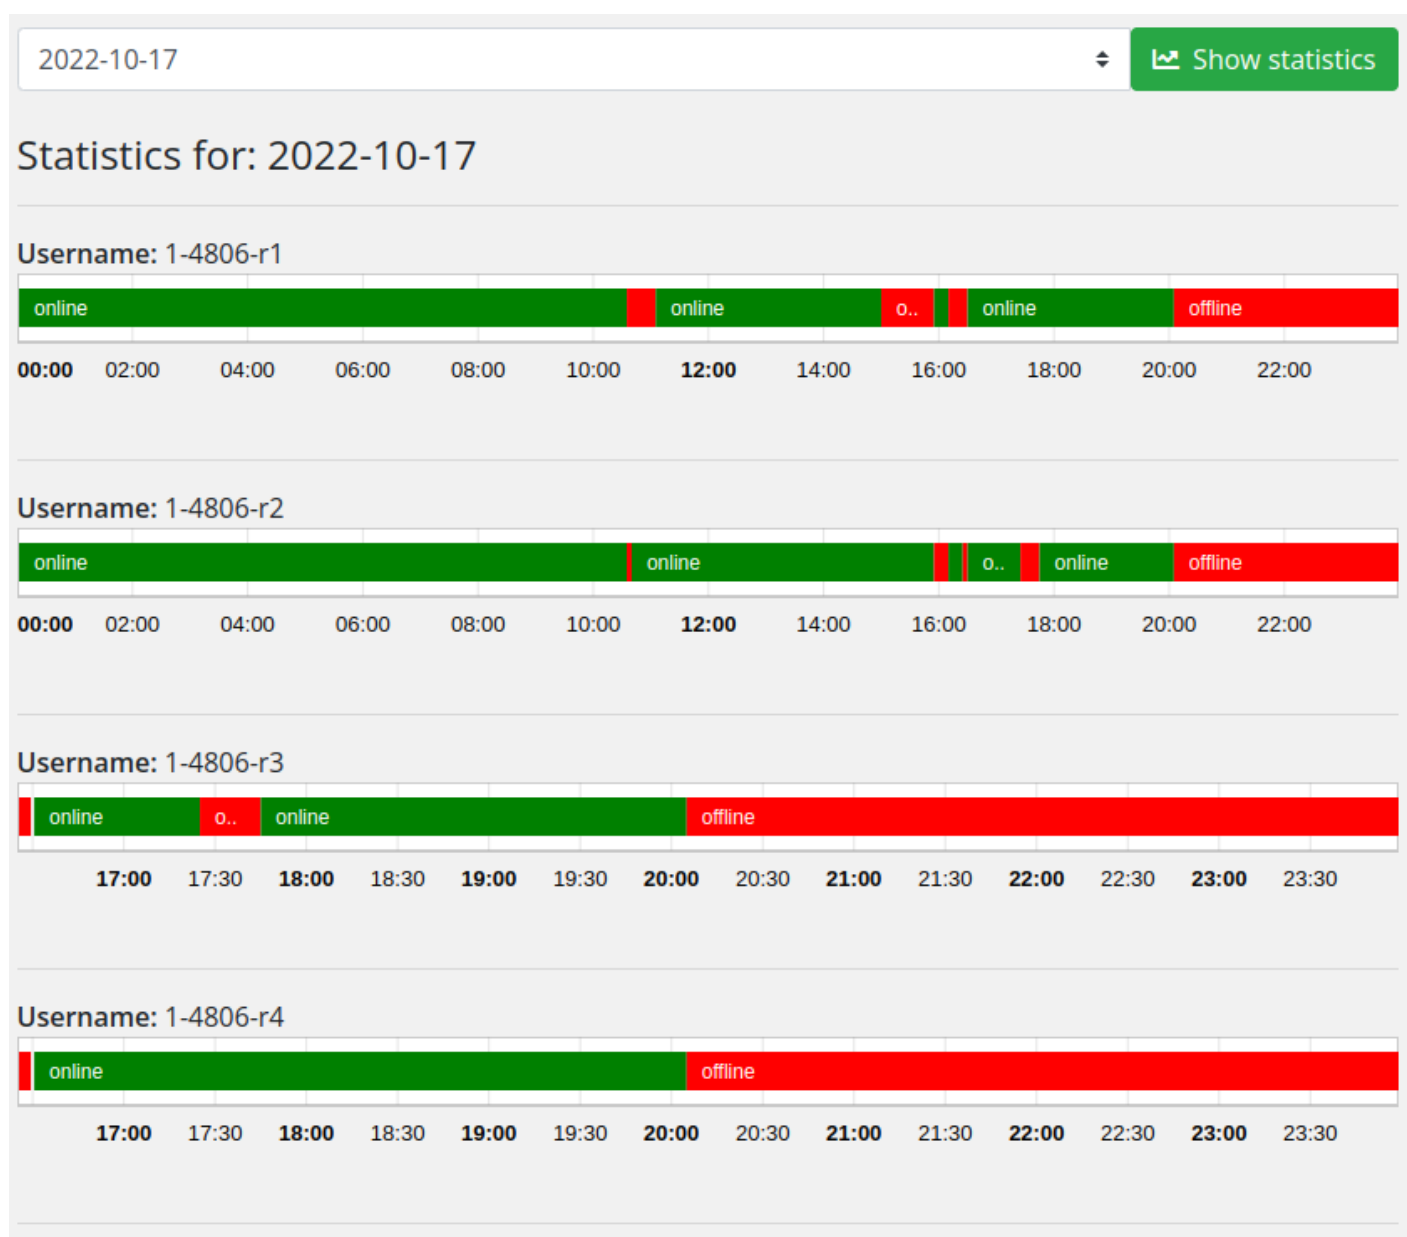 2022-10-17
Show statistics
Statistics for: 2022-10-17
Username: 1-4806-r1
online online o.. online offline
00:00 02:00 04:00 06:00 08:00 10:00 12:00 14:00 16:00 18:00 20:00 22:00
Username: 1-4806-r2
online online o.. online offline
00:00 02:00 04:00 06:00 08:00 10:00 12:00 14:00 16:00 18:00 20:00 22:00
Username: 1-4806-r3
online o.. online offline
17:00 17:30 18:00 18:30 19:00 19:30 20:00 20:30 21:00 21:30 22:00 22:30 23:00 23:30
Username: 1-4806-r4
online offline
17:00 17:30 18:00 18:30 19:00 19:30 20:00 20:30 21:00 21:30 22:00 22:30 23:00 23:30